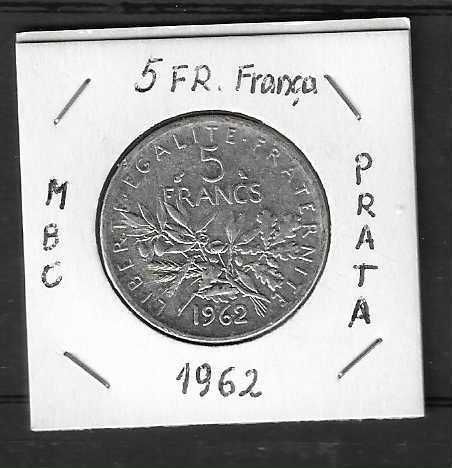 5 FR. França
MBC
PRATA
LIBERTE·EGALITE·FRATERNITE
5
FRANCS
1962
1962